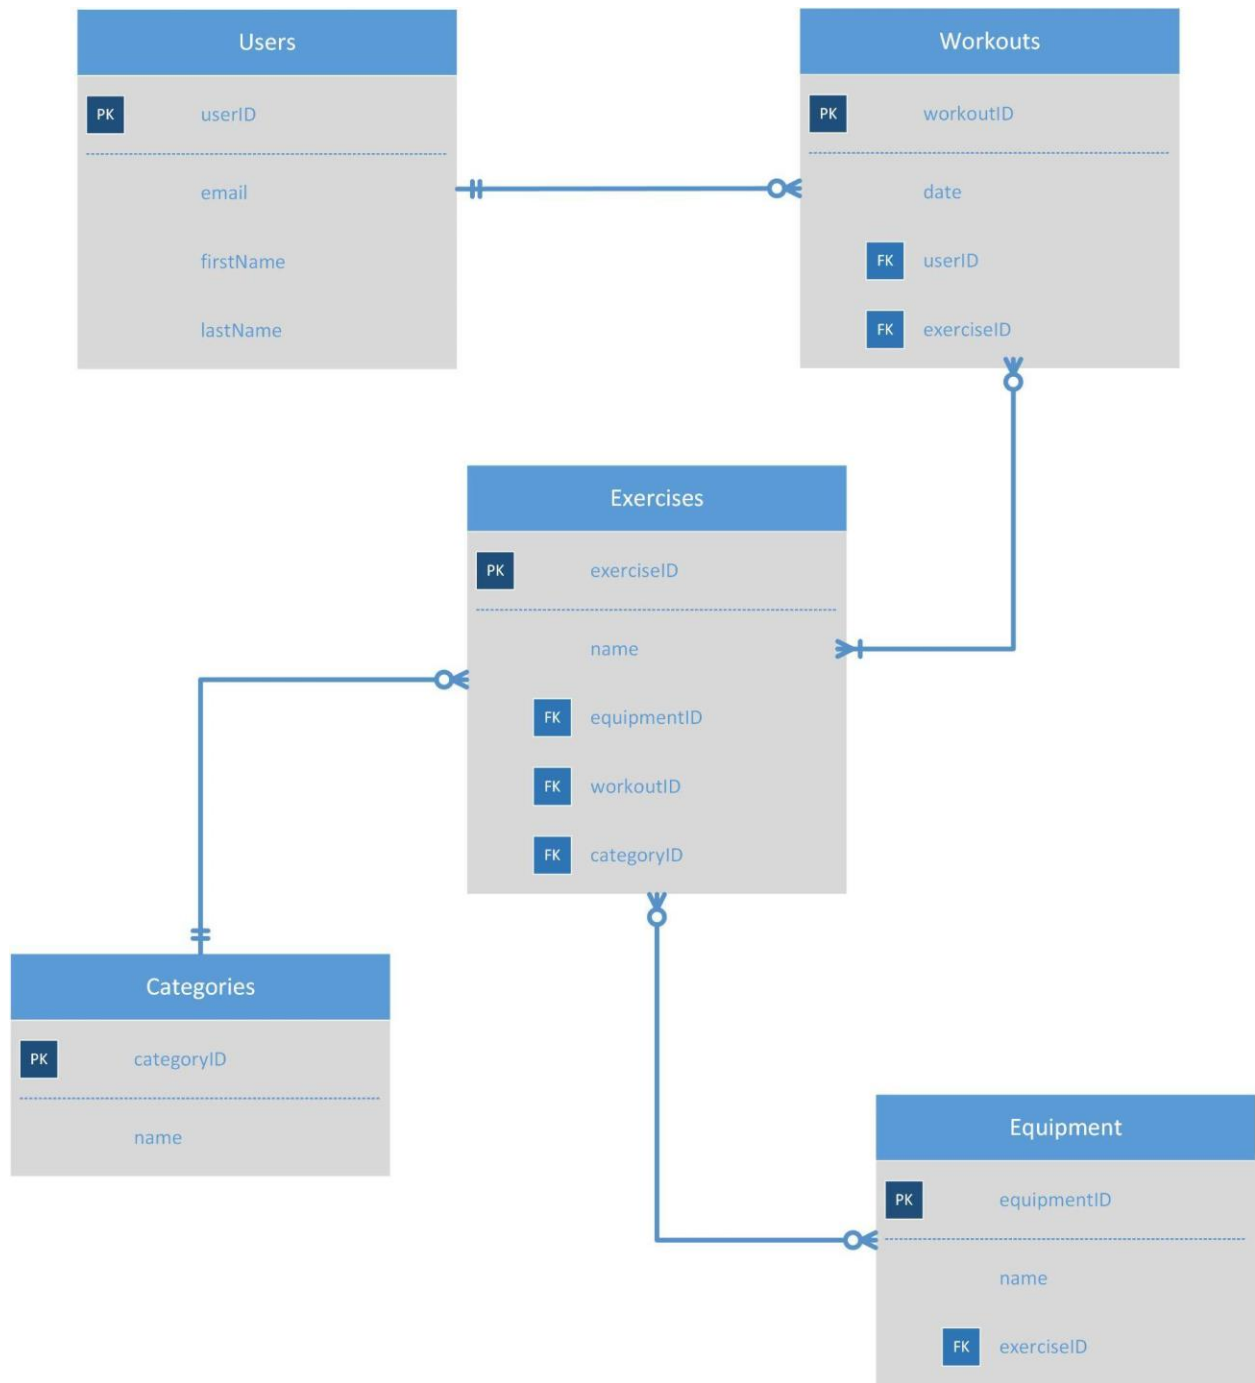 Users
PK userID
email
firstName
lastName
Workouts
PK workoutID
date
FK userID
FK exerciseID
Exercises
PK exerciseID
name
FK equipmentID
FK workoutID
FK categoryID
Categories
PK categoryID
name
Equipment
PK equipmentID
name
FK exerciseID